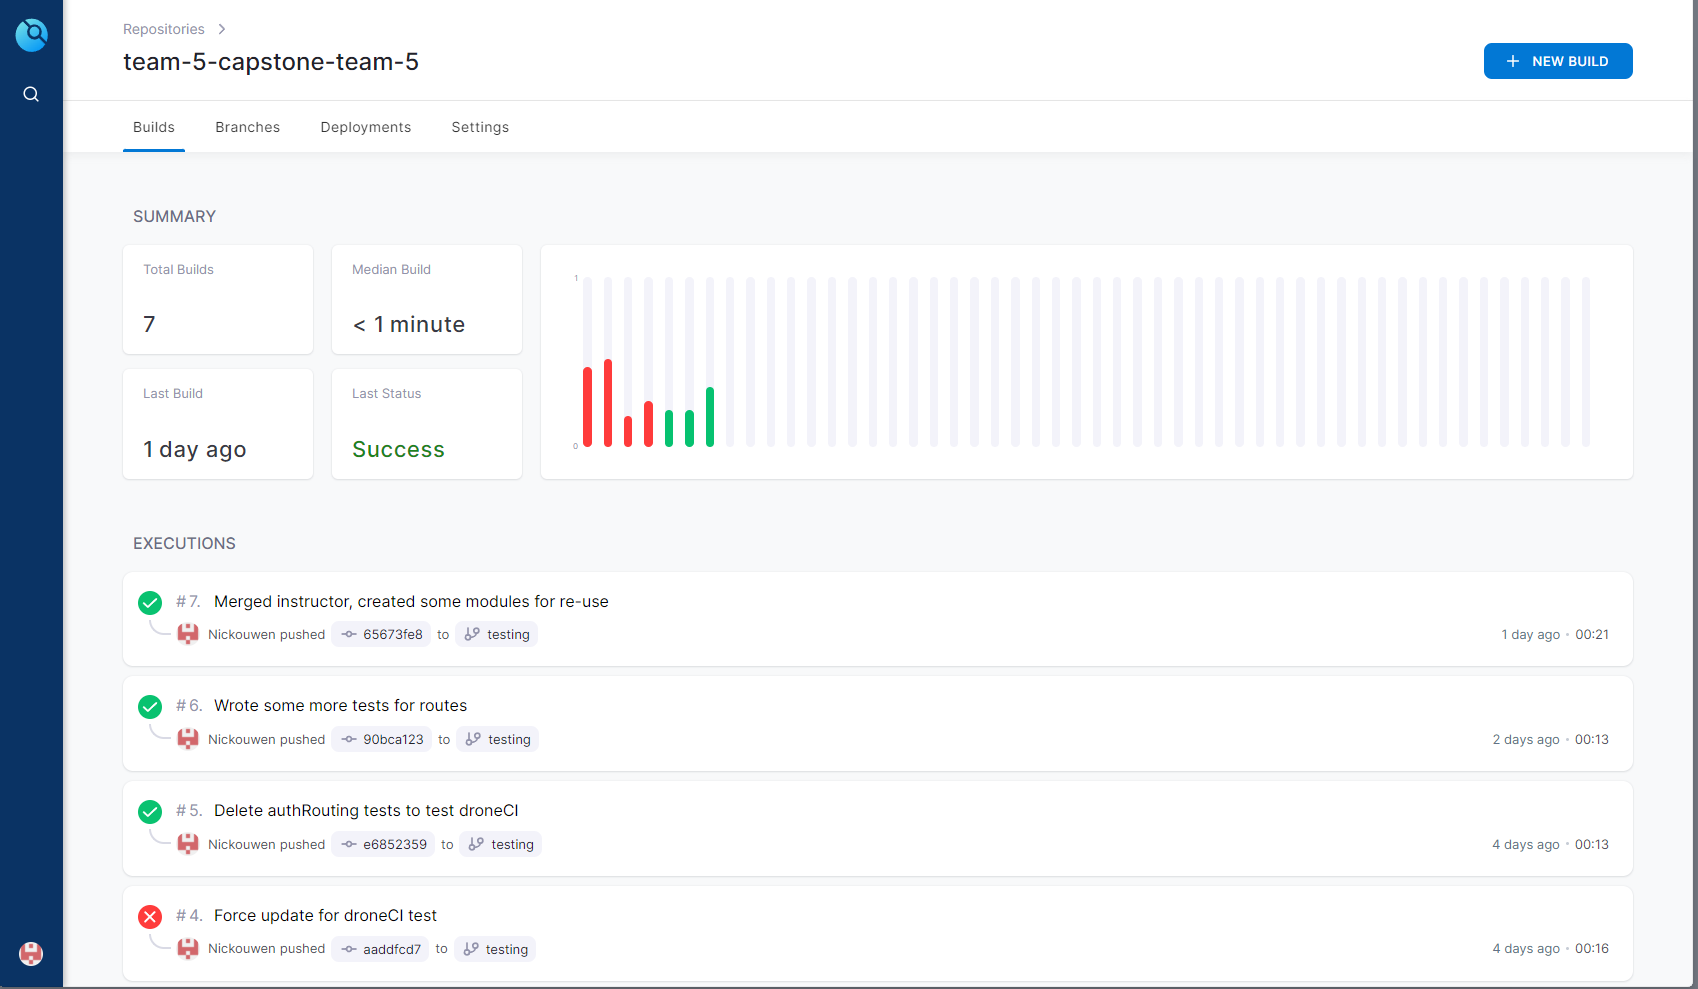 Repositories
team-5-capstone-team-5
NEW BUILD
Builds Branches Deployments Settings
SUMMARY
Total Builds
7
Median Build
< 1 minute
Last Build
1 day ago
Last Status
Success
1
0
EXECUTIONS
#7. Merged instructor, created some modules for re-use
Nickouwen pushed 65673fe8 to testing 1 day ago • 00:21
#6. Wrote some more tests for routes
Nickouwen pushed 90bca123 to testing 2 days ago • 00:13
#5. Delete authRouting tests to test droneCI
Nickouwen pushed e6852359 to testing 4 days ago • 00:13
#4. Force update for droneCI test
Nickouwen pushed aaddfcd7 to testing 4 days ago • 00:16